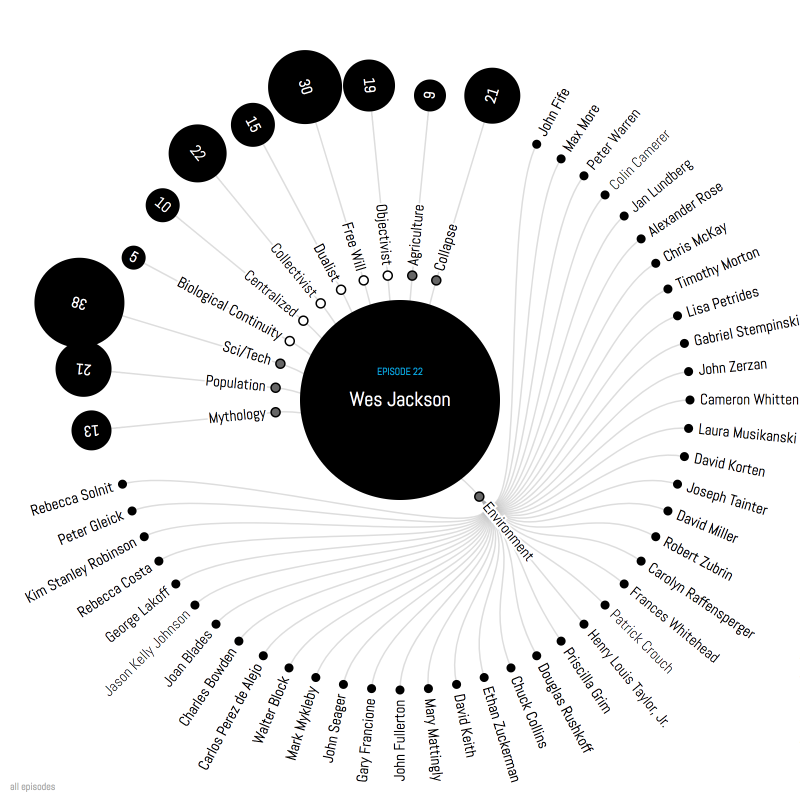 13
21
38
5
10
22
15
30
19
9
21
Mythology
Population
Sci/Tech
Biological Continuity
Centralized
Collectivist
Dualist
Free Will
Objectivist
Agriculture
Collapse
EPISODE 22
Wes Jackson
Environment
John Fife
Max More
Peter Warren
Colin Camerer
Jan Lundberg
Alexander Rose
Chris McKay
Timothy Morton
Lisa Petrides
Gabriel Stempinski
John Zerzan
Cameron Whitten
Laura Musikanski
David Korten
Joseph Tainter
David Miller
Robert Zubrin
Carolyn Raffensperger
Frances Whitehead
Patrick Crouch
Henry Louis Taylor, Jr.
Priscilla Grim
Douglas Rushkoff
Chuck Collins
Ethan Zuckerman
David Keith
Mary Mattingly
John Fullerton
Gary Francione
John Seager
Mark Mykleby
Walter Block
Carlos Perez de Alejo
Charles Bowden
Joan Blades
Jason Kelly Johnson
George Lakoff
Rebecca Costa
Kim Stanley Robinson
Peter Gleick
Rebecca Solnit
all episodes